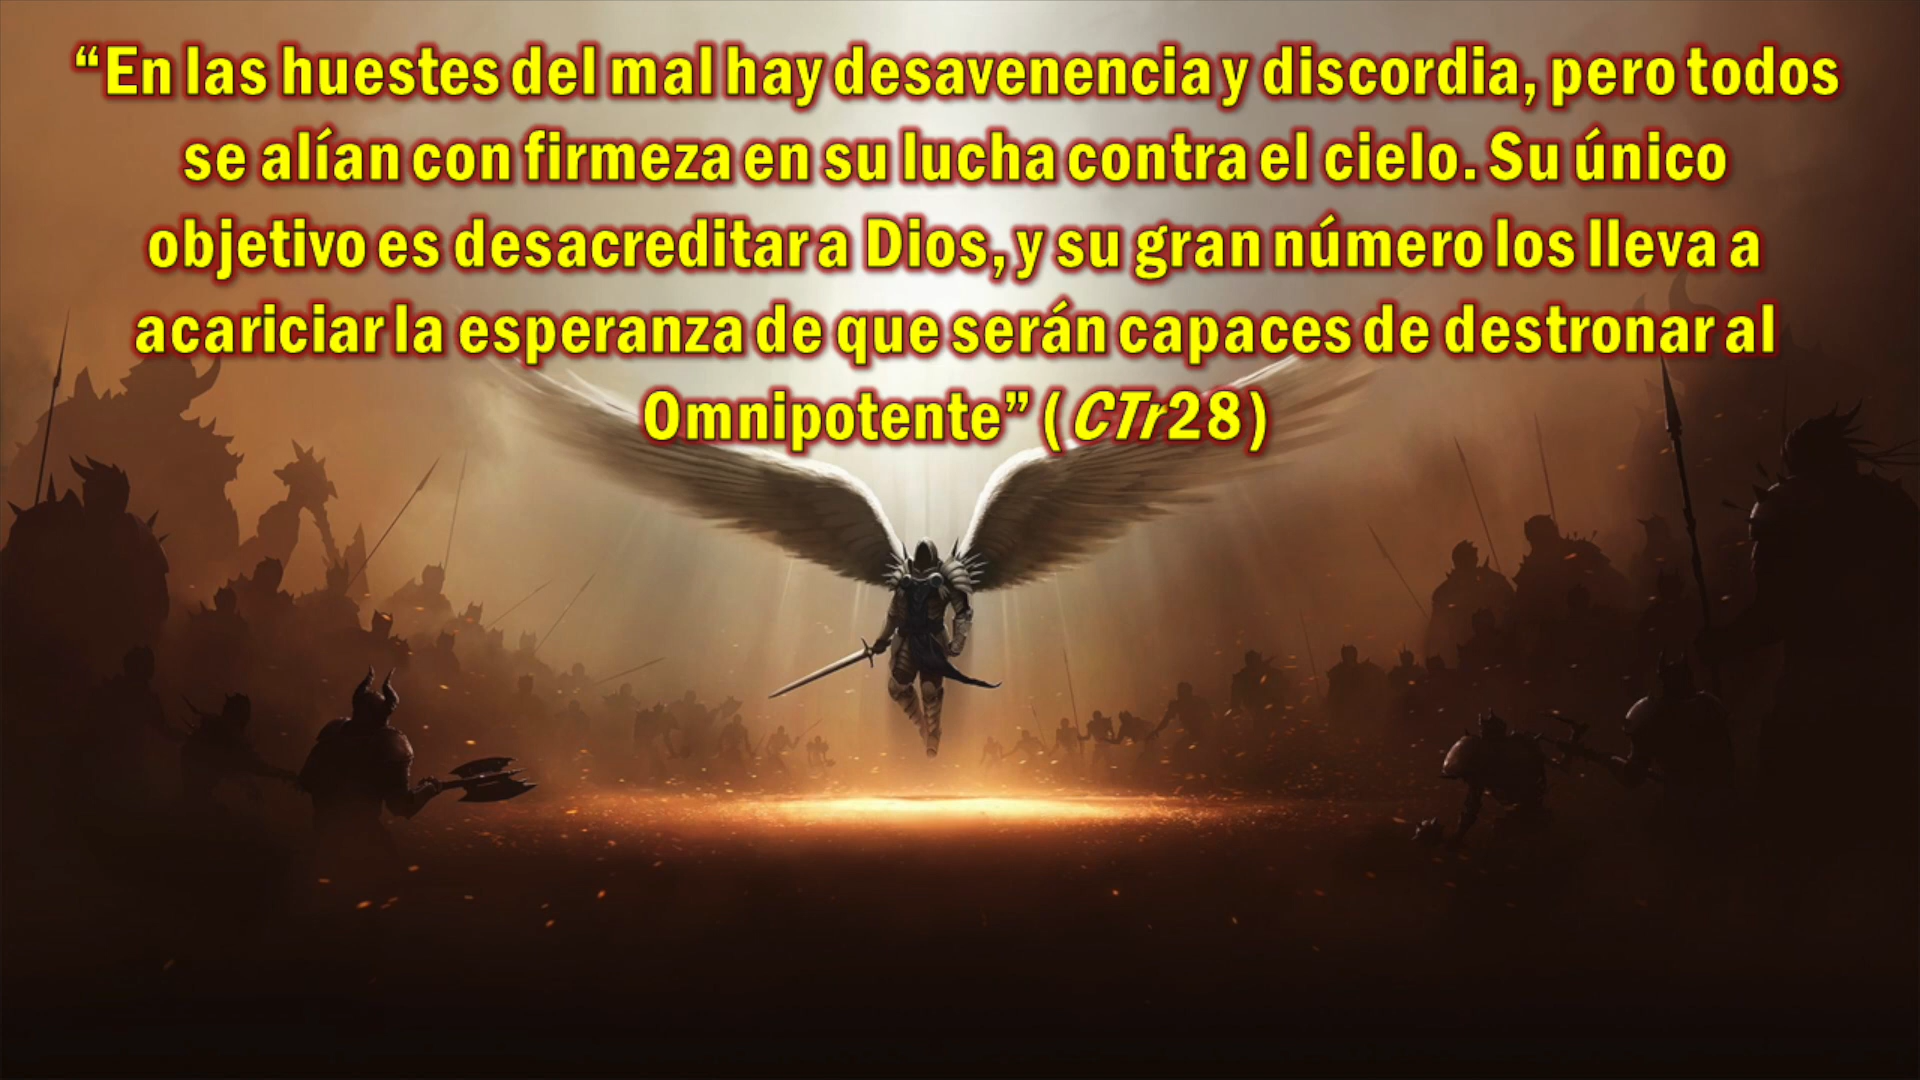 “En las huestes del mal hay desavenencia y discordia, pero todos
se alían con firmeza en su lucha contra el cielo. Su único
objetivo es desacreditar a Dios, y su gran número los lleva a
acariciar la esperanza de que serán capaces de destronar al
Omnipotente” (CTr28)